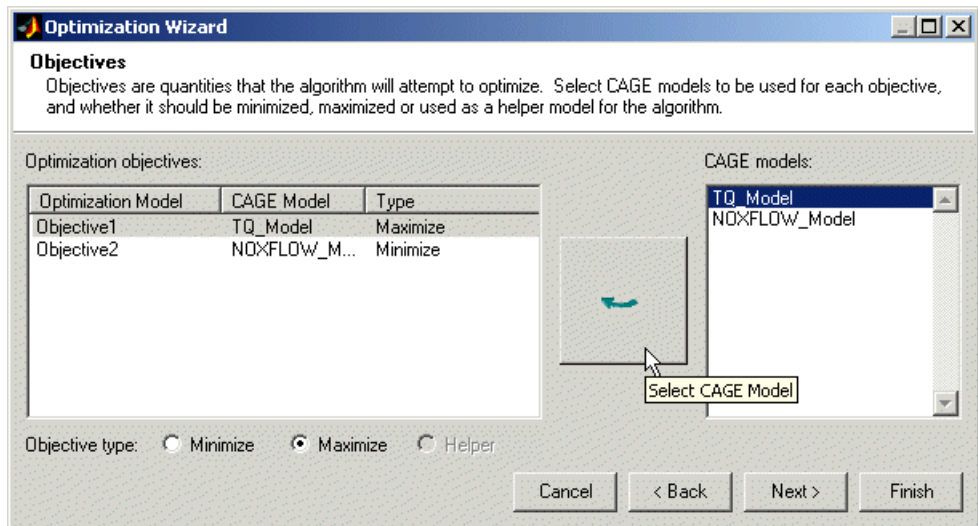 Optimization Wizard
Objectives
Objectives are quantities that the algorithm will attempt to optimize. Select CAGE models to be used for each objective,
and whether it should be minimized, maximized or used as a helper model for the algorithm.
Optimization objectives:
CAGE models:
Optimization Model CAGE Model Type
Objective1 TQ_Model Maximize
Objective2 NOXFLOW_M... Minimize
TQ_Model
NOXFLOW_Model
Select CAGE Model
Objective type: Minimize Maximize Helper
Cancel < Back Next > Finish